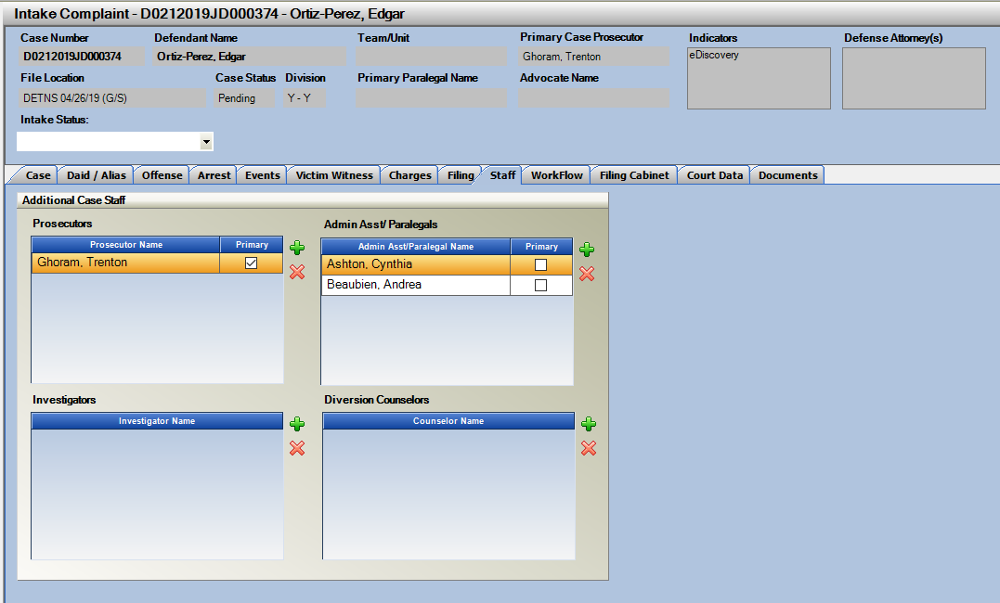 Intake Complaint - D0212019JD000374 - Ortiz-Perez, Edgar
Case Number Defendant Name Team/Unit Primary Case Prosecutor Indicators Defense Attorney(s)
D0212019JD000374 Ortiz-Perez, Edgar Ghoram, Trenton eDiscovery
File Location Case Status Division Primary Paralegal Name Advocate Name
DETNS 04/26/19 (G/S) Pending Y - Y
Intake Status:
Case Daid / Alias Offense Arrest Events Victim Witness Charges Filing Staff WorkFlow Filing Cabinet Court Data Documents
Additional Case Staff
Prosecutors
Prosecutor Name Primary
Ghoram, Trenton
Admin Asst/ Paralegals
Admin Asst/Paralegal Name Primary
Ashton, Cynthia
Beaubien, Andrea
Investigators
Investigator Name
Diversion Counselors
Counselor Name